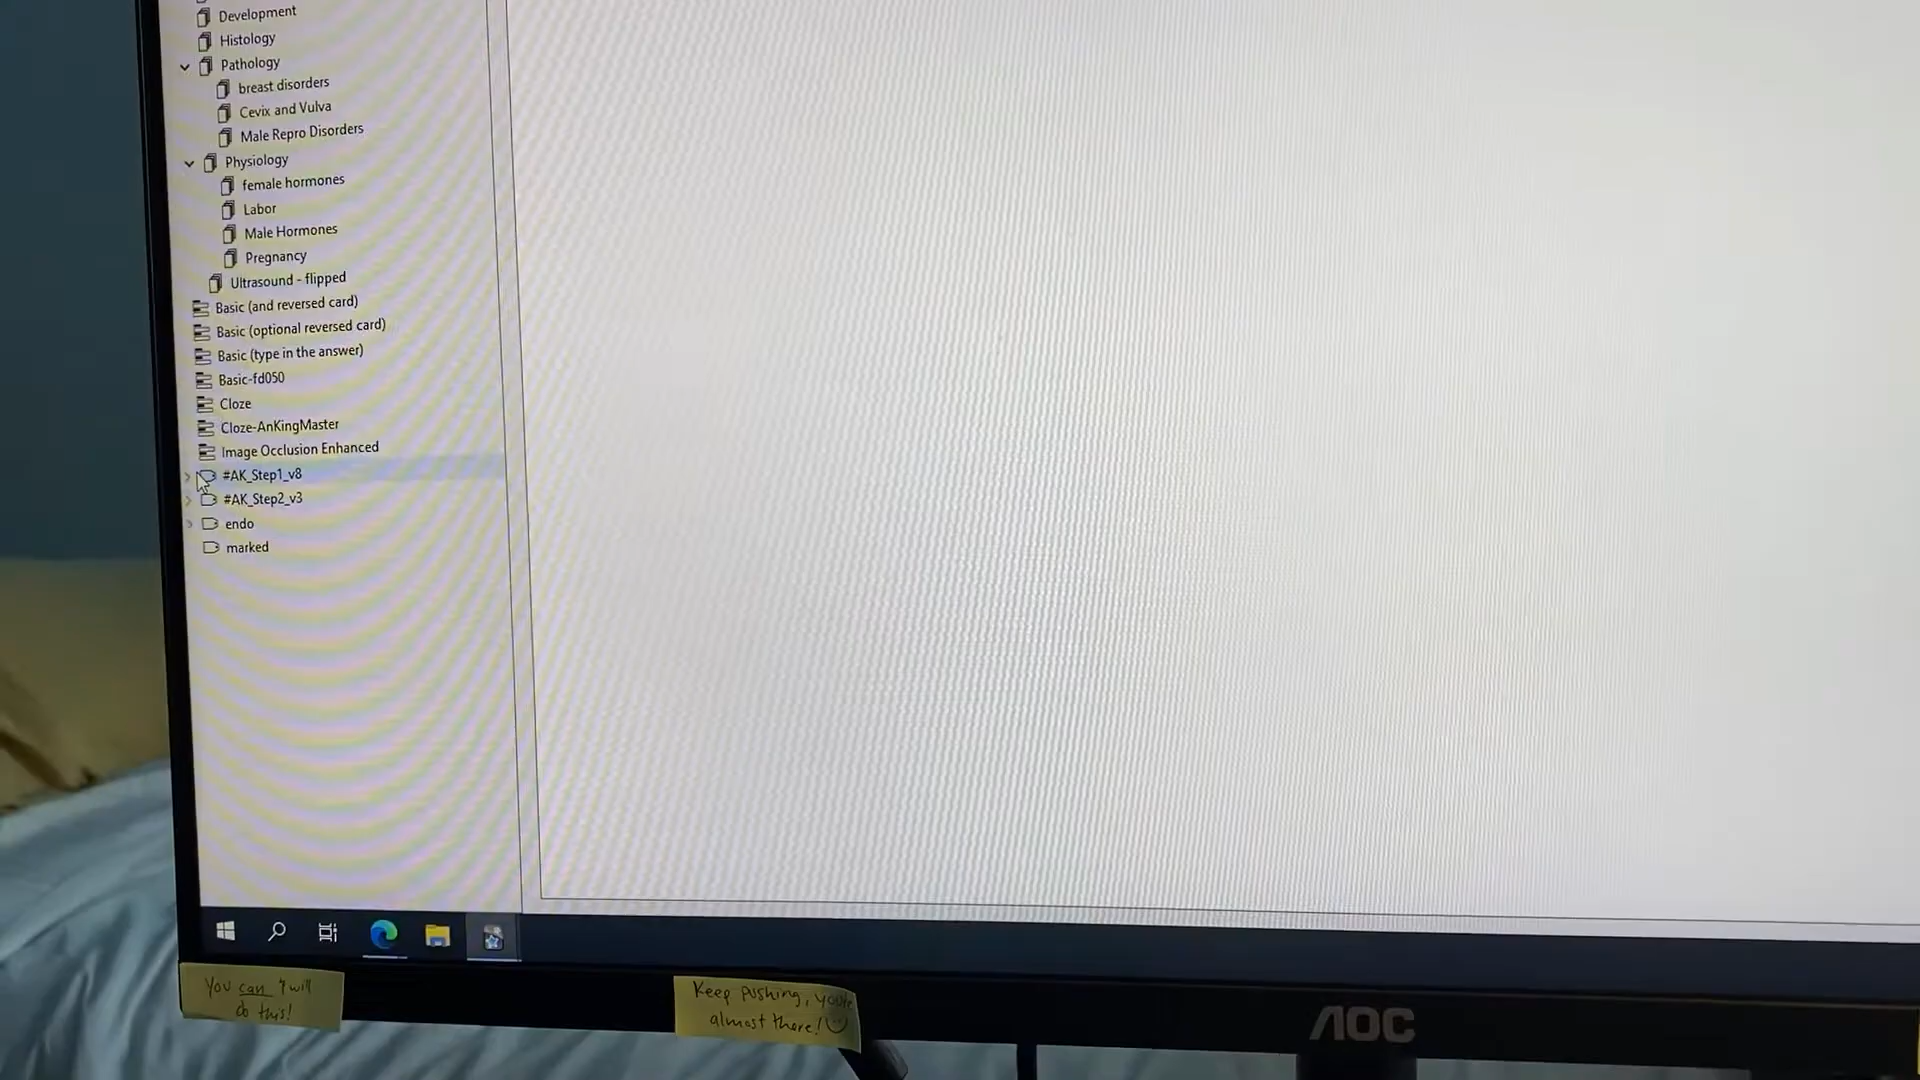 Development
Histology
Pathology
breast disorders
Cevix and Vulva
Male Repro Disorders
Physiology
female hormones
Labor
Male Hormones
Pregnancy
Ultrasound - flipped
Basic (and reversed card)
Basic (optional reversed card)
Basic (type in the answer)
Basic-fd050
Cloze
Cloze-AnKingMaster
Image Occlusion Enhanced
#AK_Step1_v8
#AK_Step2_v3
endo
marked
You can & will
do this!
Keep pushing, you're
almost there!
AOC